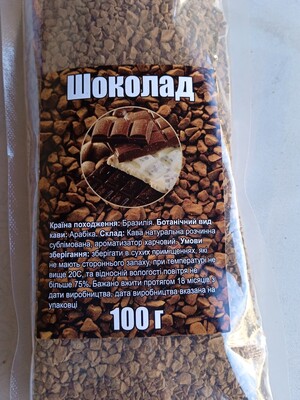 Шоколад
Країна походження: Бразилія. Ботанічний вид
кави: Арабіка. Склад: Кава натуральна розчинна
сублімована, ароматизатор харчовий. Умови
зберігання: зберігати в сухих приміщеннях, які
не мають стороннього запаху, при температурі не
вище 20С, та відносній вологості повітря не
більше 75%. Бажано вжити протягом 18 місяців з
дати виробництва, дата виробництва вказана на
упаковці
100 г